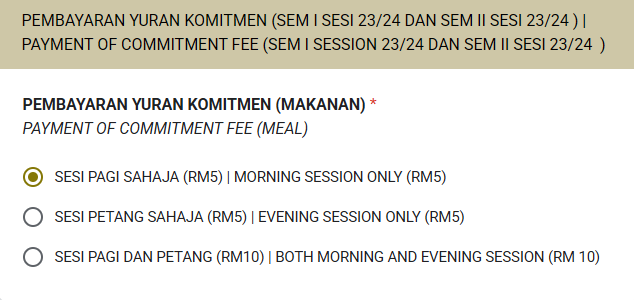 PEMBAYARAN YURAN KOMITMEN (SEM I SESI 23/24 DAN SEM II SESI 23/24 ) |
PAYMENT OF COMMITMENT FEE (SEM I SESSION 23/24 DAN SEM II SESI 23/24  )
PEMBAYARAN YURAN KOMITMEN (MAKANAN) *
PAYMENT OF COMMITMENT FEE (MEAL)
SESI PAGI SAHAJA (RM5) | MORNING SESSION ONLY (RM5)
SESI PETANG SAHAJA (RM5) | EVENING SESSION ONLY (RM5)
SESI PAGI DAN PETANG (RM10) | BOTH MORNING AND EVENING SESSION (RM 10)